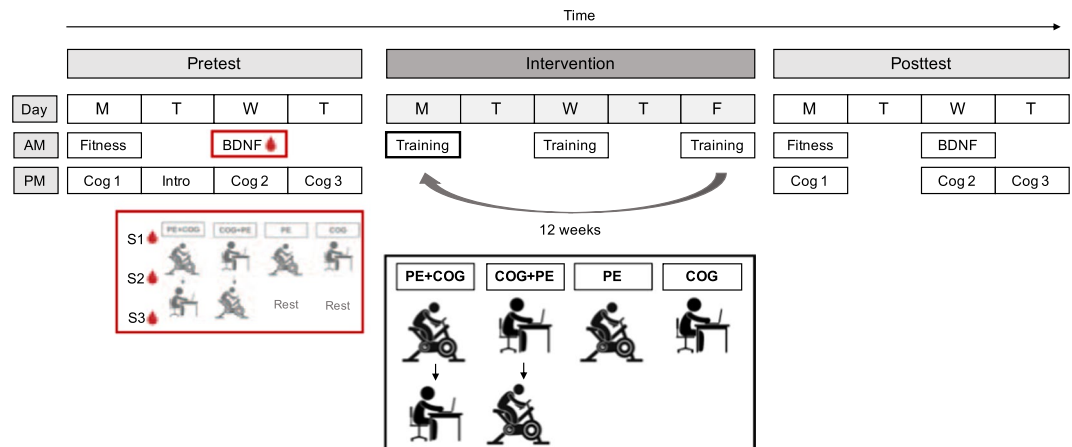 Time
Pretest Intervention Posttest
Day M T W T M T W T F M T W T
AM Fitness BDNF Training Training Training Fitness BDNF
PM Cog 1 Intro Cog 2 Cog 3 Cog 1 Cog 2 Cog 3
12 weeks
S1 PE+COG COG+PE PE COG
S2
S3 Rest Rest
PE+COG COG+PE PE COG